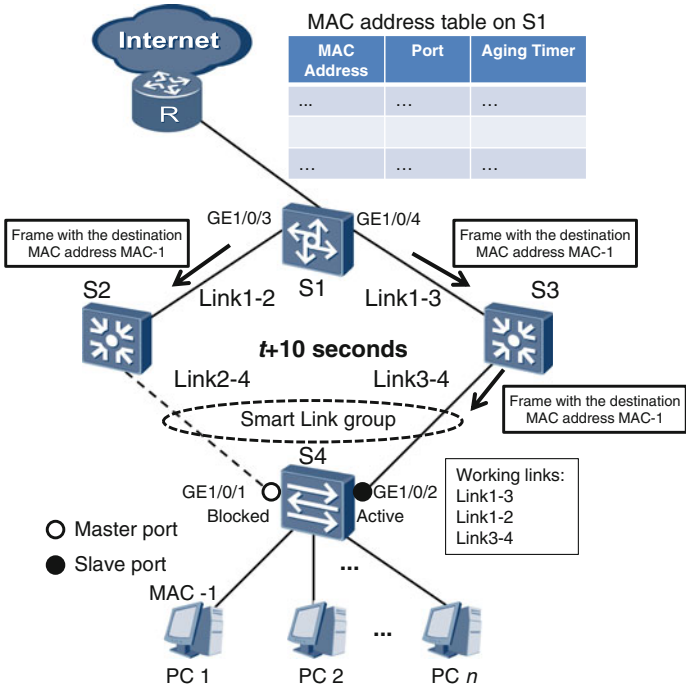 Internet
R
MAC address table on S1
MAC Address | Port | Aging Timer
... | ... | ...
... | ... | ...
GE1/0/3
GE1/0/4
Frame with the destination
MAC address MAC-1
Frame with the destination
MAC address MAC-1
S1
S2
S3
Link1-2
Link1-3
t+10 seconds
Link2-4
Link3-4
Frame with the destination
MAC address MAC-1
Smart Link group
S4
GE1/0/1
GE1/0/2
Blocked
Active
Working links:
Link1-3
Link1-2
Link3-4
Master port
Slave port
...
MAC -1
...
PC 1
PC 2
PC n